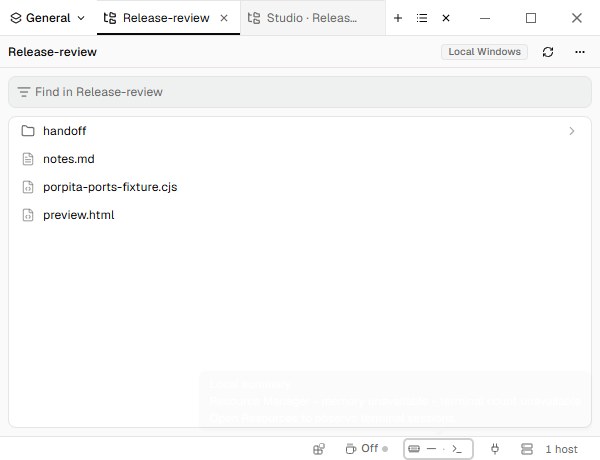 General
Release-review
Studio · Releas...
Release-review
Local Windows
Find in Release-review
handoff
notes.md
porpita-ports-fixture.cjs
preview.html
Off
1 host